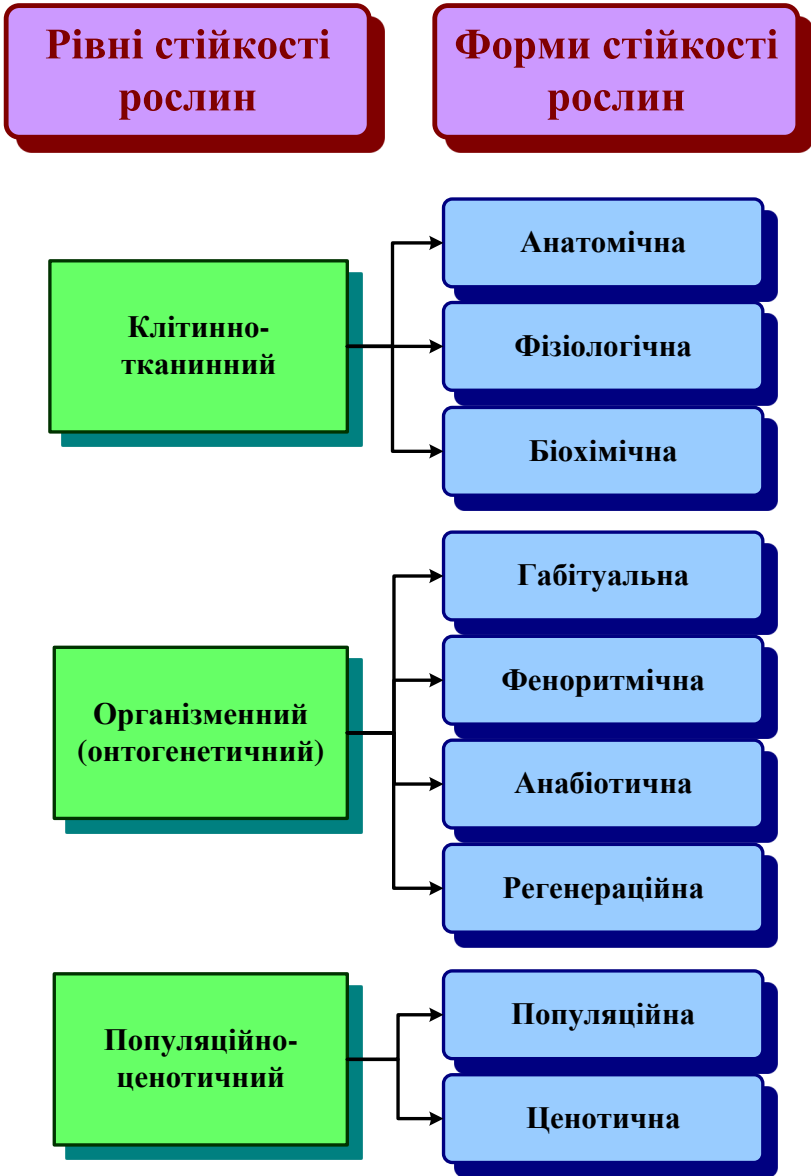 Рівні стійкості
рослин
Форми стійкості
рослин
Клітинно-
тканинний
Анатомічна
Фізіологічна
Біохімічна
Організменний
(онтогенетичний)
Габітуальна
Феноритмічна
Анабіотична
Регенераційна
Популяційно-
ценотичний
Популяційна
Ценотична